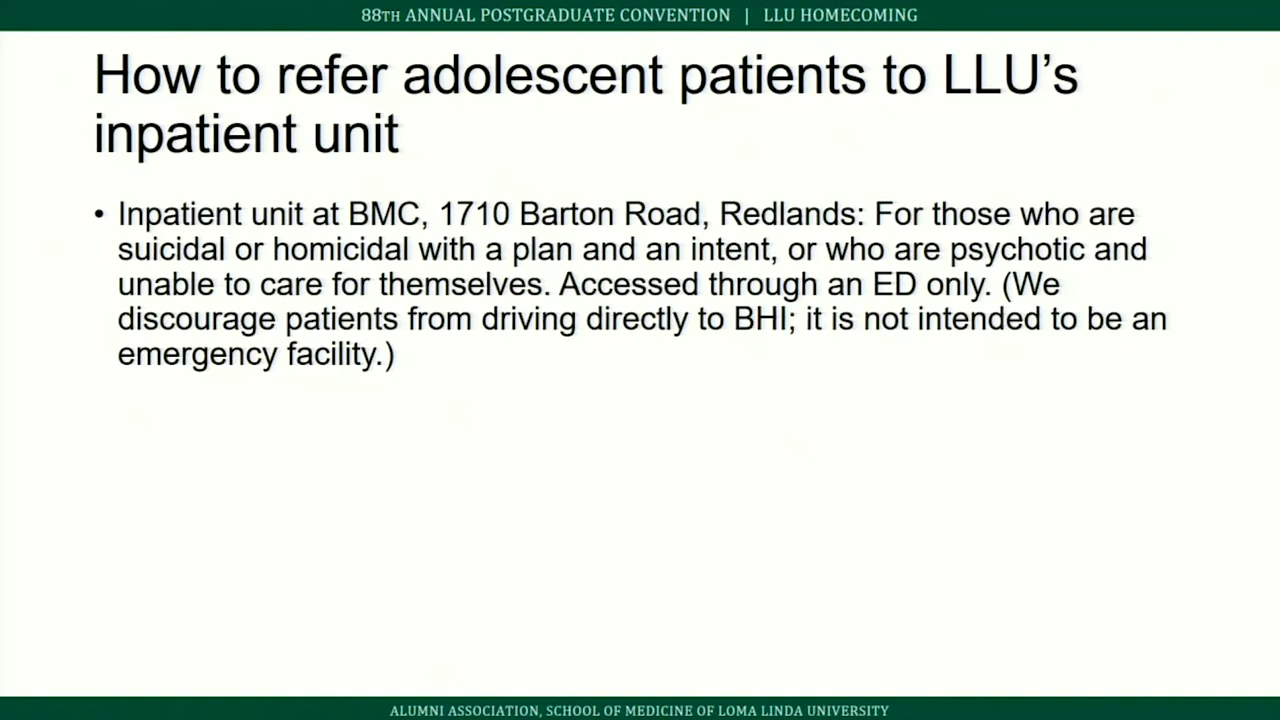 88TH ANNUAL POSTGRADUATE CONVENTION | LLU HOMECOMING
How to refer adolescent patients to LLU's
inpatient unit
• Inpatient unit at BMC, 1710 Barton Road, Redlands: For those who are
suicidal or homicidal with a plan and an intent, or who are psychotic and
unable to care for themselves. Accessed through an ED only. (We
discourage patients from driving directly to BHI; it is not intended to be an
emergency facility.)
ALUMNI ASSOCIATION, SCHOOL OF MEDICINE OF LOMA LINDA UNIVERSITY